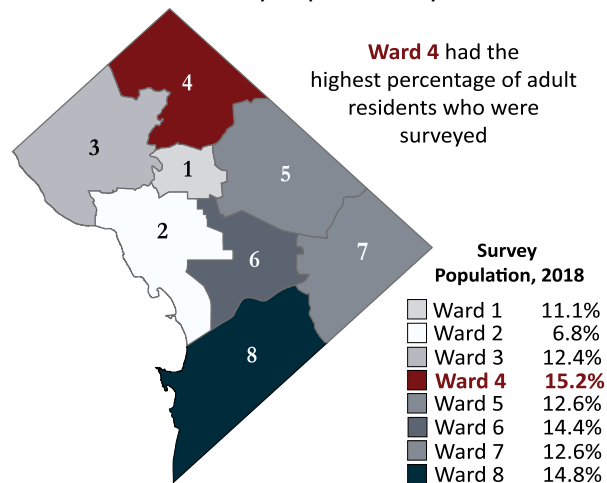 Ward 4 had the
highest percentage of adult
residents who were
surveyed
4
3
1
5
2
6
7
8
Survey
Population, 2018
Ward 1 11.1%
Ward 2 6.8%
Ward 3 12.4%
Ward 4 15.2%
Ward 5 12.6%
Ward 6 14.4%
Ward 7 12.6%
Ward 8 14.8%